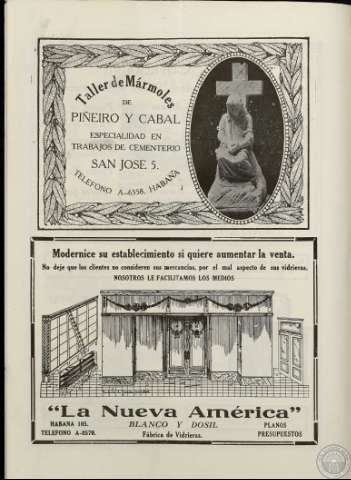 Taller de Mármoles
DE
PIÑEIRO Y CABAL
ESPECIALIDAD EN
TRABAJOS DE CEMENTERIO
SAN JOSE 5.
TELEFONO A-6558. HABANA
Modernice su establecimiento si quiere aumentar la venta.
No deje que los clientes no consideren sus mercancías, por el mal aspecto de sus vidrieras.
NOSOTROS LE FACILITAMOS LOS MEDIOS
"La Nueva América"
HABANA 105. BLANCO Y DOSIL PLANOS
TELEFONO A-8570. Fábrica de Vidrieras. PRESUPUESTOS